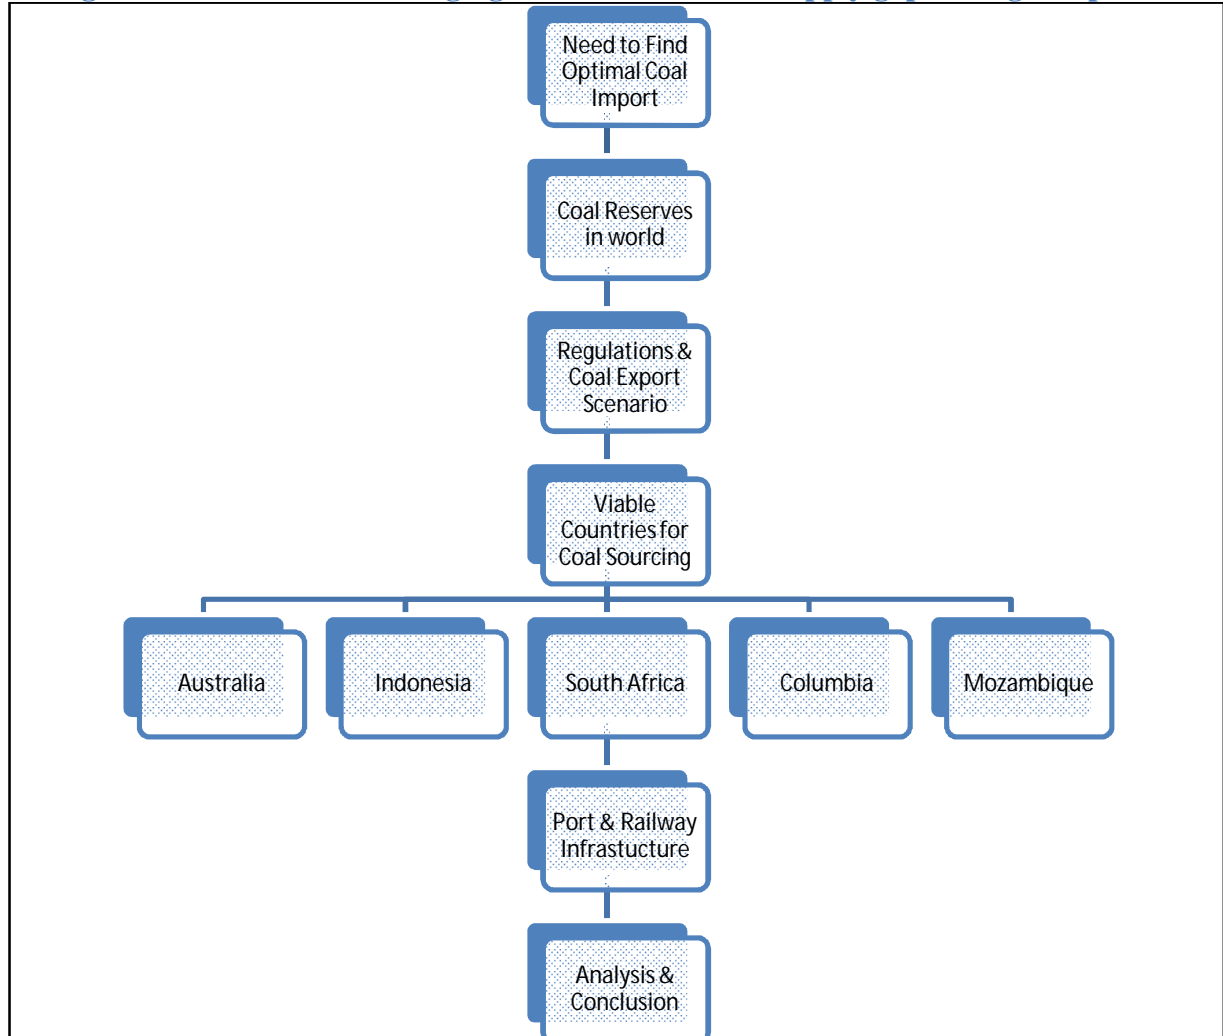 Need to Find
Optimal Coal
Import
Coal Reserves
in world
Regulations &
Coal Export
Scenario
Viable
Countries for
Coal Sourcing
Australia
Indonesia
South Africa
Columbia
Mozambique
Port & Railway
Infrastucture
Analysis &
Conclusion